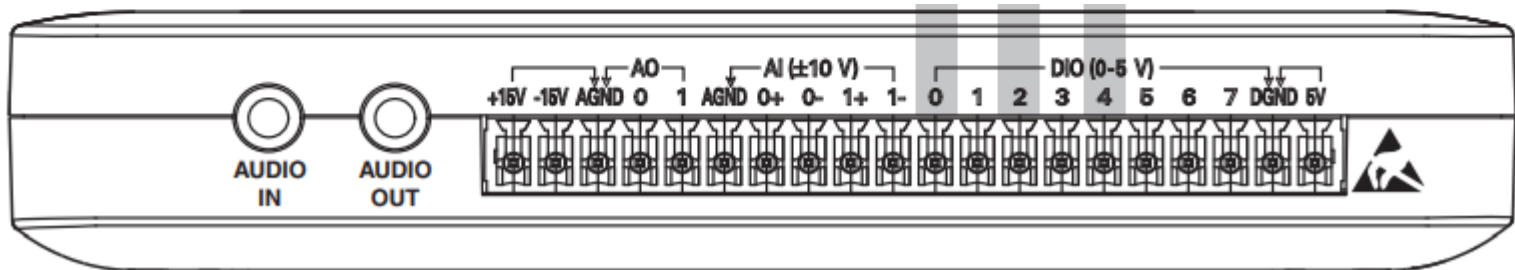 AO AI (±10 V) DIO (0-5 V)
+15V -15V AGND 0 1 AGND 0+ 0- 1+ 1- 0 1 2 3 4 5 6 7 DGND 5V
AUDIO IN
AUDIO OUT